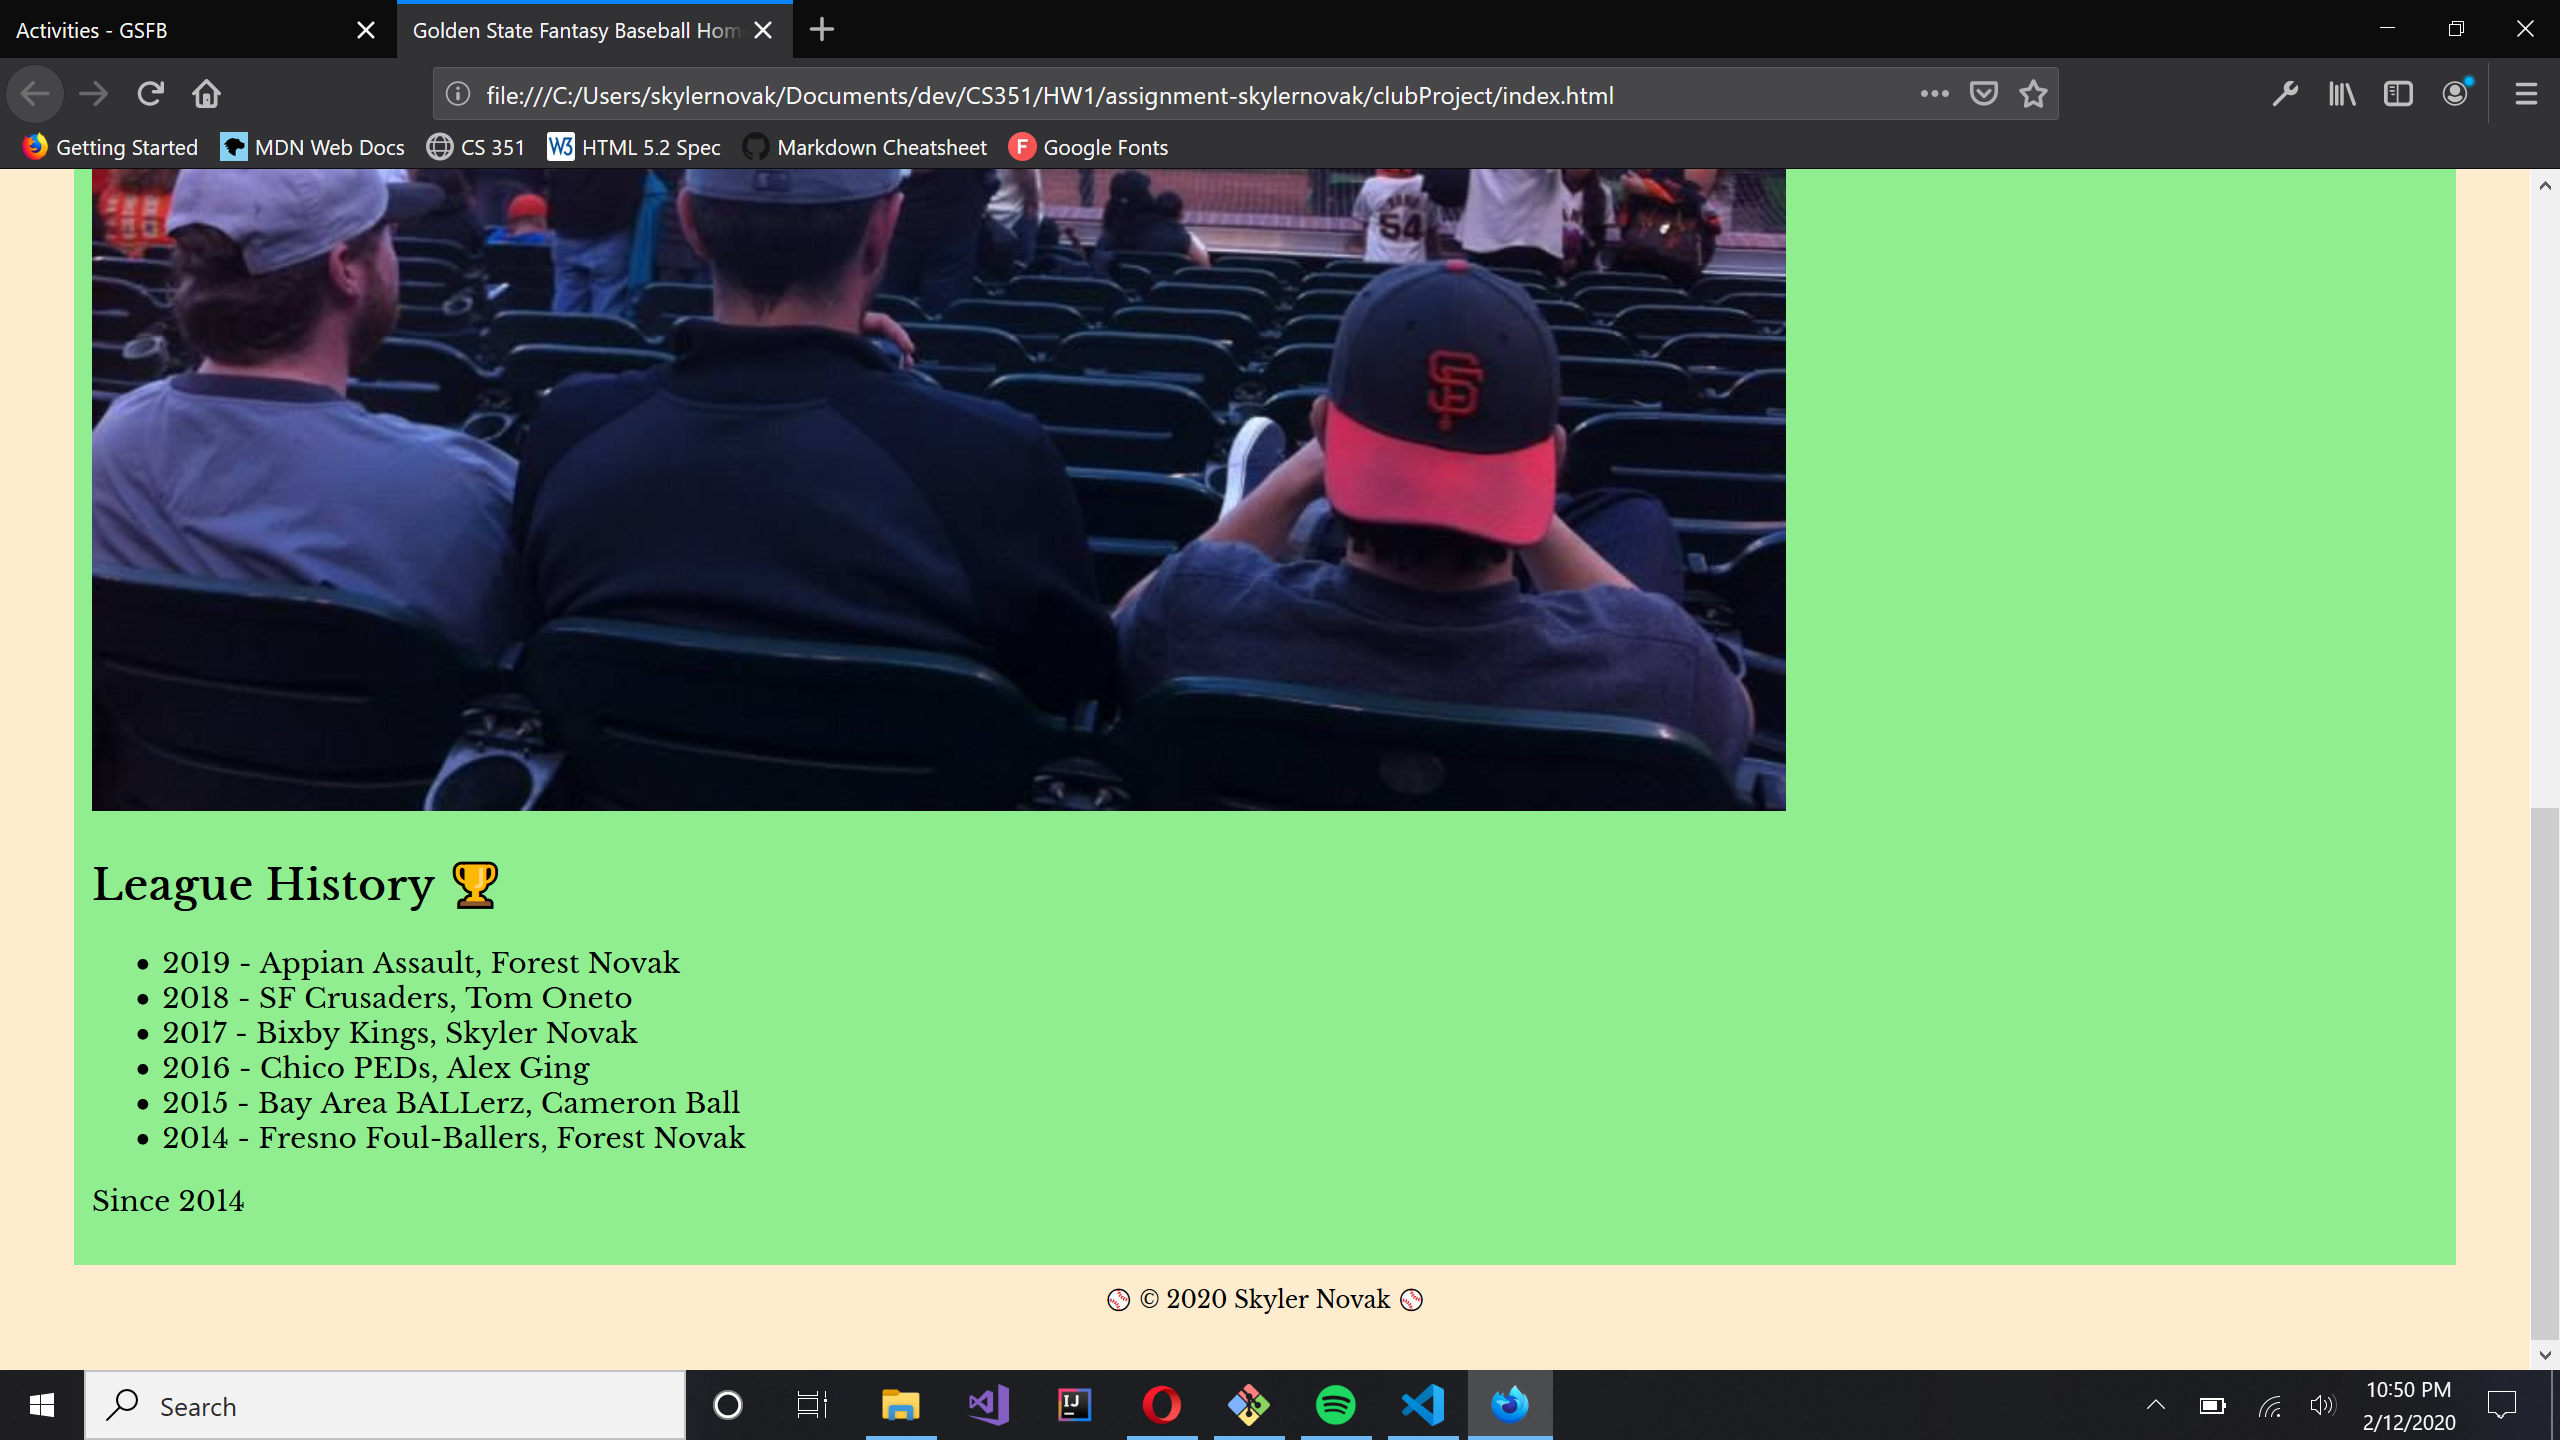 Activities - GSFB
Golden State Fantasy Baseball Hom
file:///C:/Users/skylernovak/Documents/dev/CS351/HW1/assignment-skylernovak/clubProject/index.html
Getting Started MDN Web Docs CS 351 W3 HTML 5.2 Spec Markdown Cheatsheet F Google Fonts
54
SF
League History 🏆
• 2019 - Appian Assault, Forest Novak
• 2018 - SF Crusaders, Tom Oneto
• 2017 - Bixby Kings, Skyler Novak
• 2016 - Chico PEDs, Alex Ging
• 2015 - Bay Area BALLerz, Cameron Ball
• 2014 - Fresno Foul-Ballers, Forest Novak
Since 2014
⚾ © 2020 Skyler Novak ⚾
Search
IJ
10:50 PM
2/12/2020